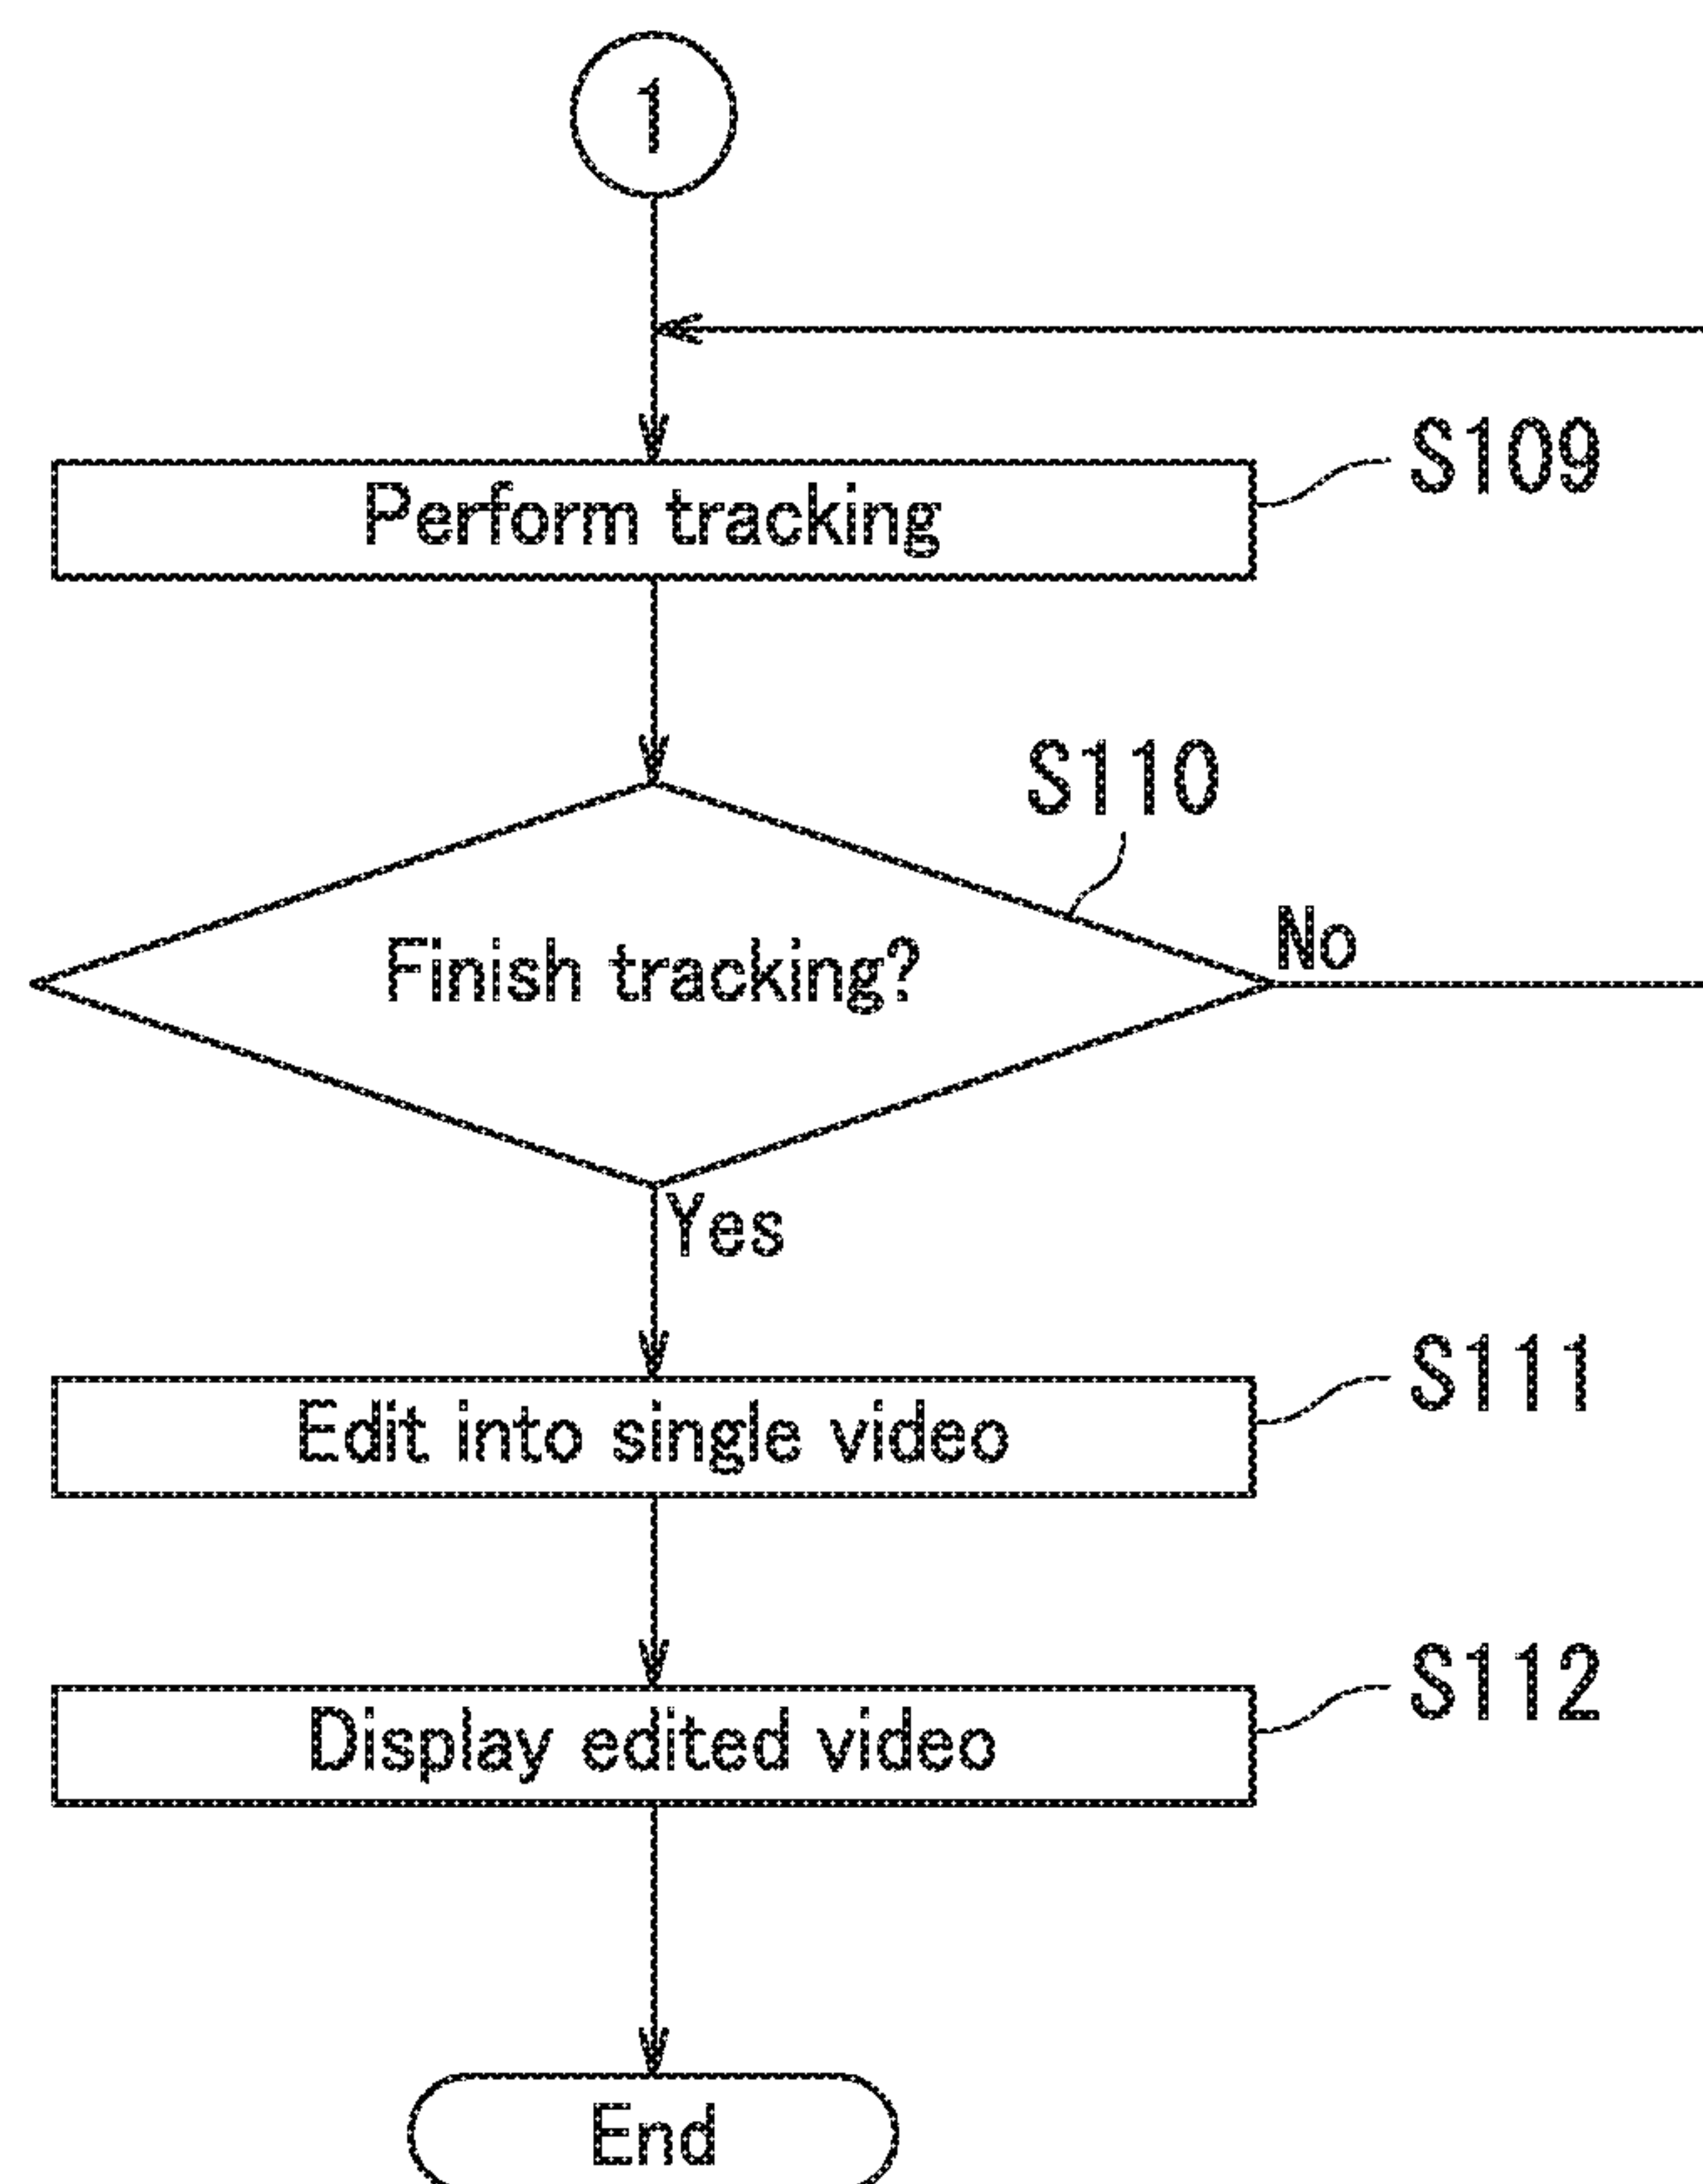 1
S109
Perform tracking
S110
Finish tracking?
No
Yes
S111
Edit into single video
S112
Display edited video
End